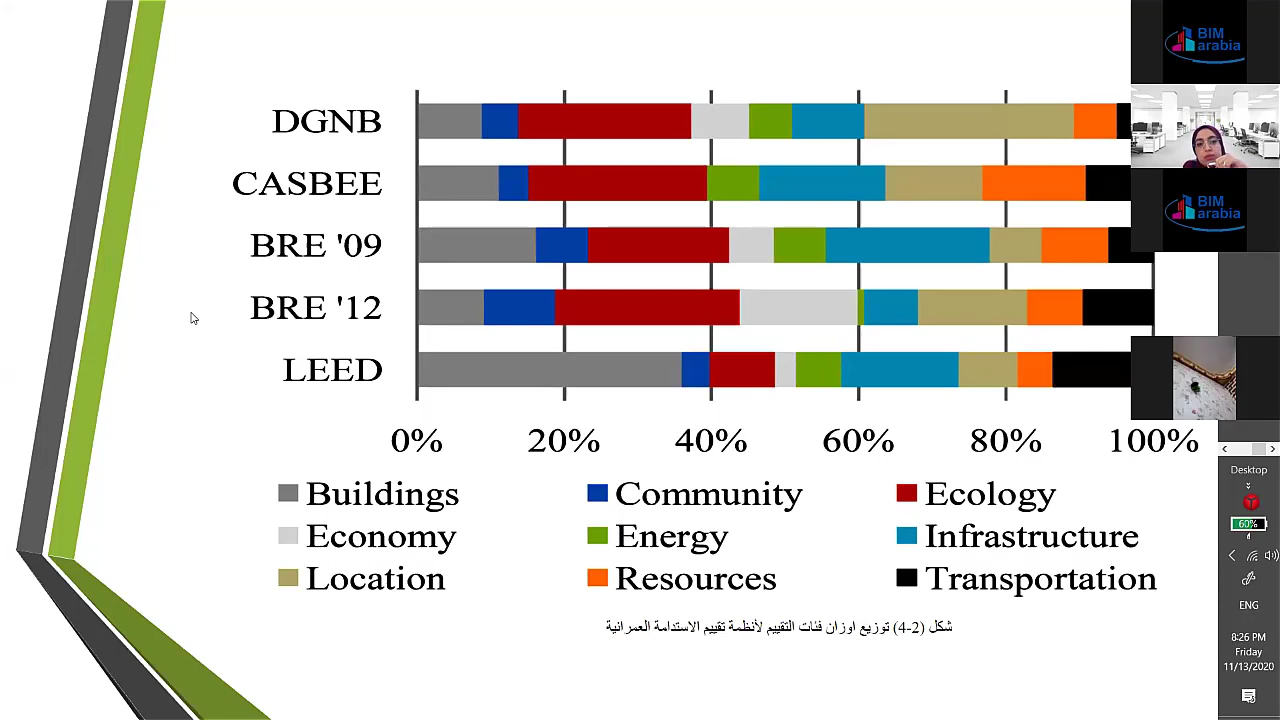 DGNB
CASBEE
BRE '09
BRE '12
LEED
0% 20% 40% 60% 80% 100%
Buildings Community Ecology
Economy Energy Infrastructure
Location Resources Transportation
شكل (2-4) توزيع اوزان فئات التقييم لأنظمة تقييم الاستدامة العمرانية
BIM
arabia
BIM
arabia
Desktop
60%
ENG
8:26 PM
Friday
11/13/2020